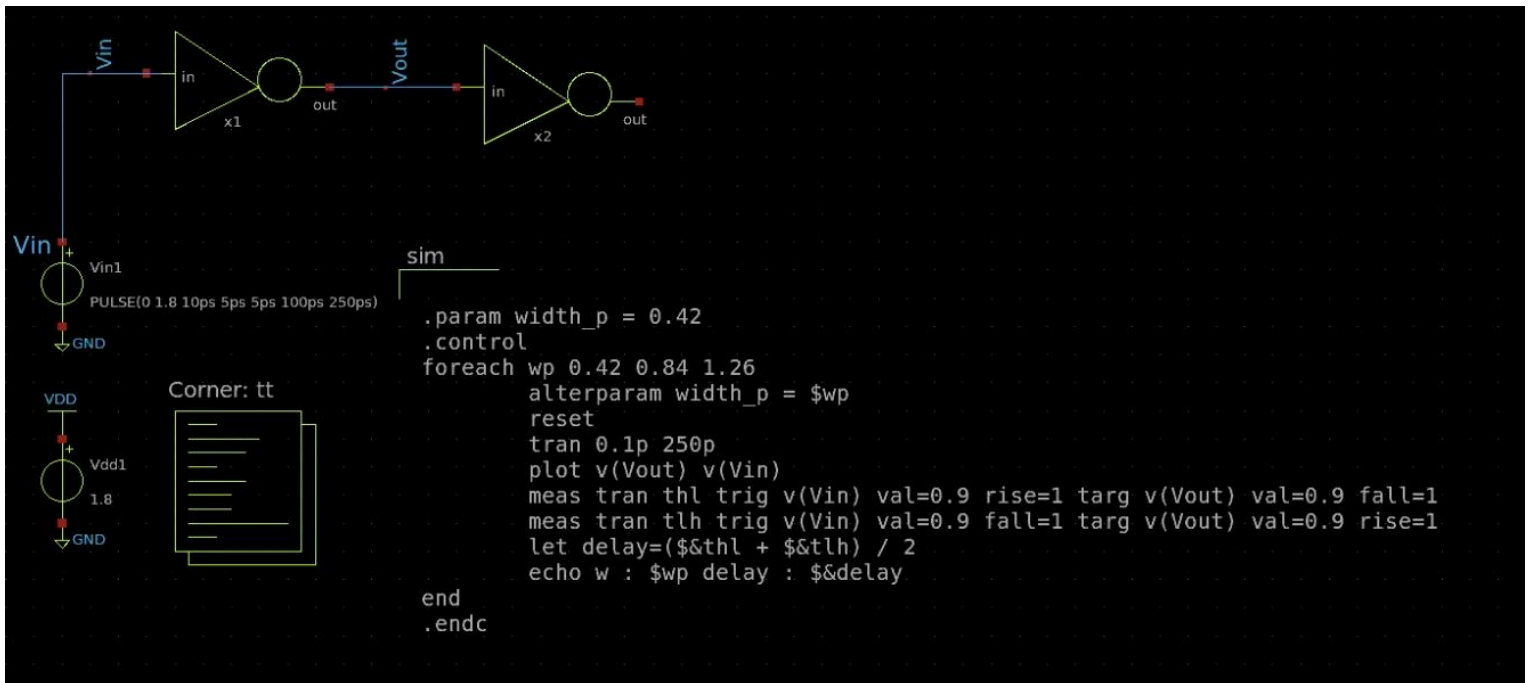 Vin
in
out
x1
Vout
in
out
x2
Vin
+
Vin1
PULSE(0 1.8 10ps 5ps 5ps 100ps 250ps)
GND
VDD
+
Vdd1
1.8
GND
Corner: tt
sim
.param width_p = 0.42
.control
foreach wp 0.42 0.84 1.26
alterparam width_p = $wp
reset
tran 0.1p 250p
plot v(Vout) v(Vin)
meas tran thl trig v(Vin) val=0.9 rise=1 targ v(Vout) val=0.9 fall=1
meas tran tlh trig v(Vin) val=0.9 fall=1 targ v(Vout) val=0.9 rise=1
let delay=($&thl + $&tlh) / 2
echo w : $wp delay : $&delay
end
.endc